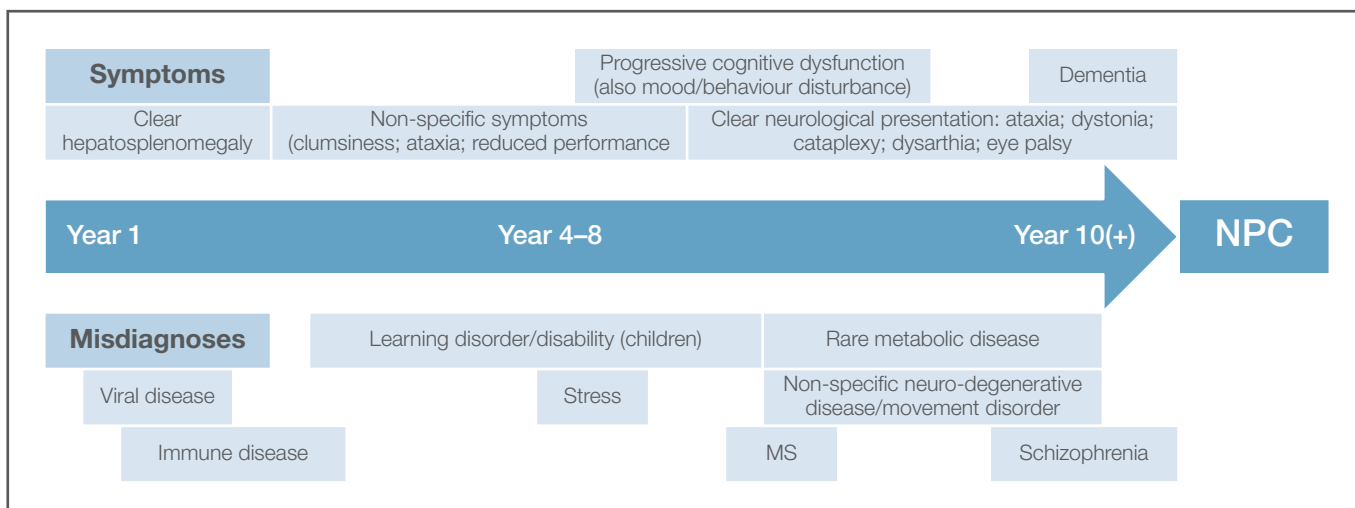 Symptoms
Progressive cognitive dysfunction
(also mood/behaviour disturbance)
Dementia
Clear
hepatosplenomegaly
Non-specific symptoms
(clumsiness; ataxia; reduced performance
Clear neurological presentation: ataxia; dystonia;
cataplexy; dysarthia; eye palsy
Year 1
Year 4–8
Year 10(+)
NPC
Misdiagnoses
Learning disorder/disability (children)
Rare metabolic disease
Viral disease
Stress
Non-specific neuro-degenerative
disease/movement disorder
Immune disease
MS
Schizophrenia